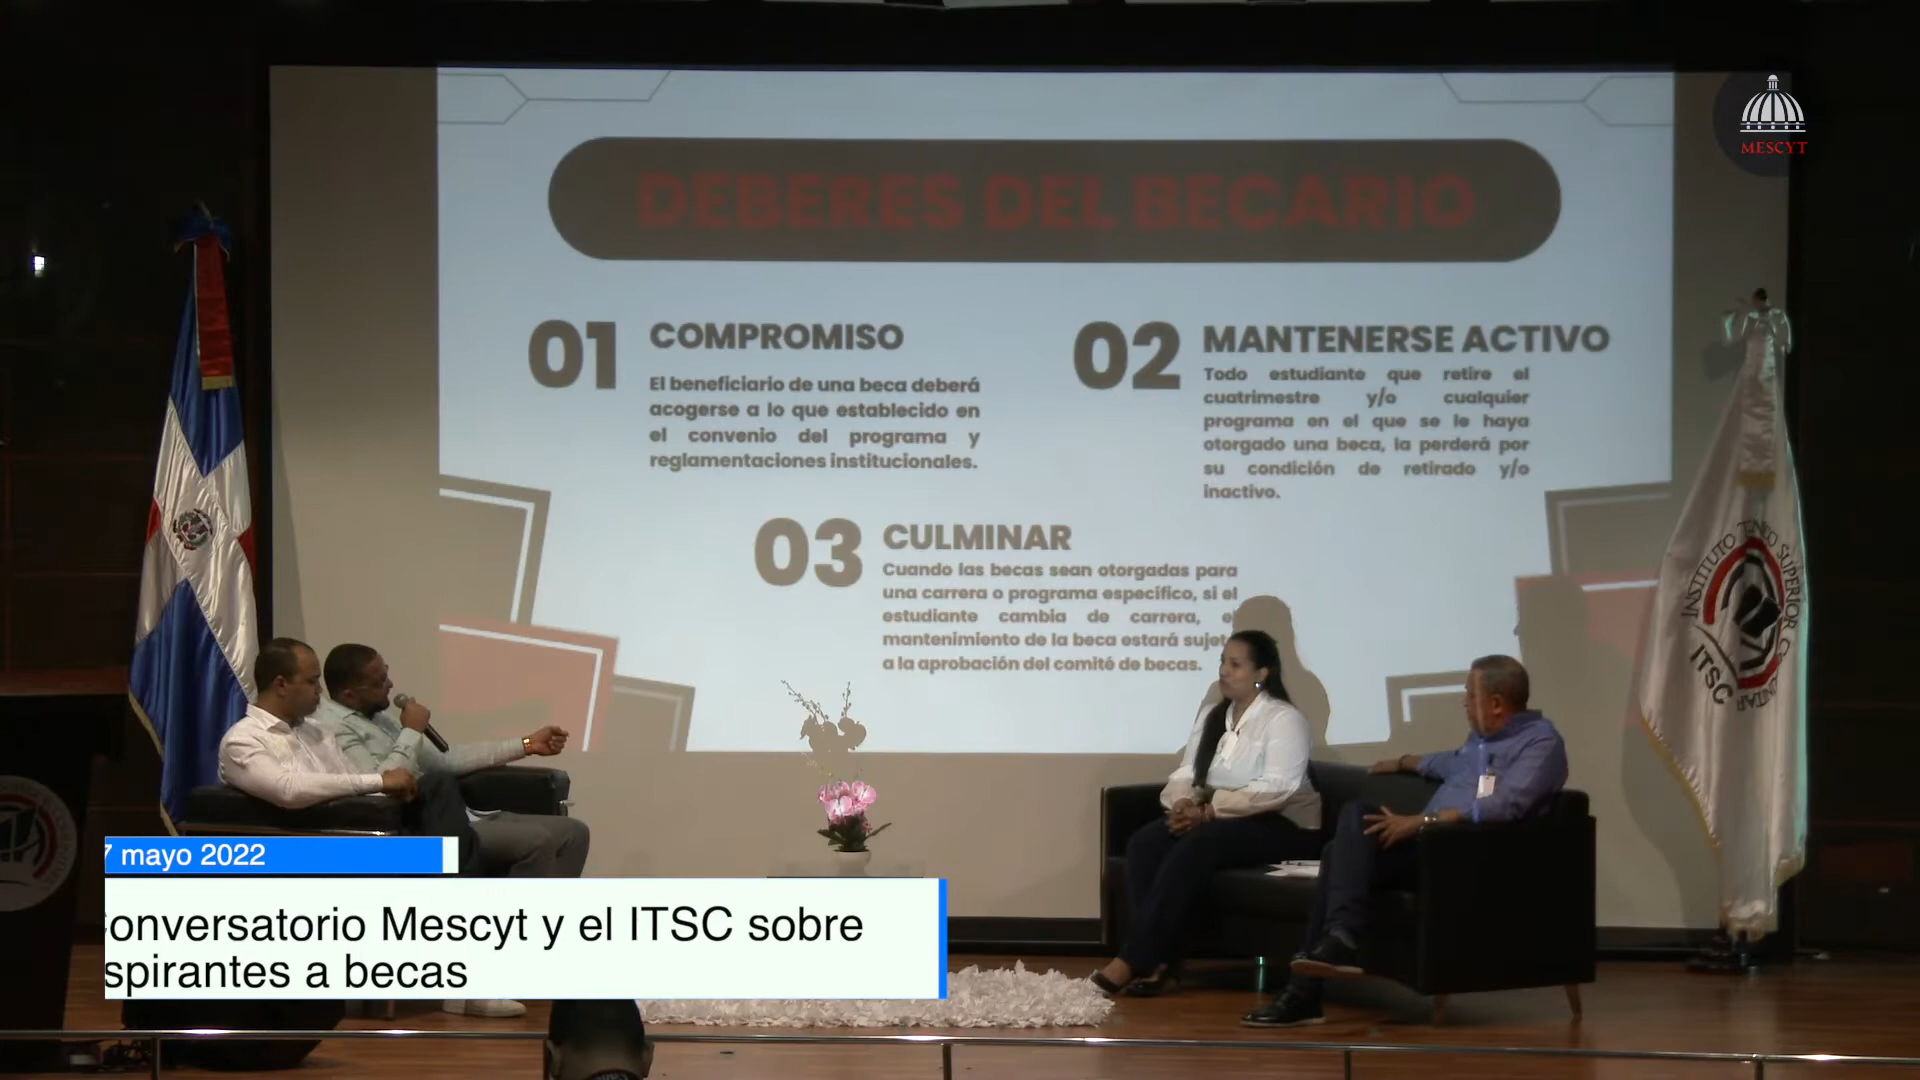 MESCYT
DEBERES DEL BECARIO
01
COMPROMISO
El beneficiario de una beca deberá
acogerse a lo que establecido en
el convenio del programa y
reglamentaciones institucionales.
02
MANTENERSE ACTIVO
Todo estudiante que retire el
cuatrimestre y/o cualquier
programa en el que se le haya
otorgado una beca, la perderá por
su condición de retirado y/o
inactivo.
03
CULMINAR
Cuando las becas sean otorgadas para
una carrera o programa específico, si el
estudiante cambia de carrera, e
mantenimiento de la beca estará sujet
a la aprobación del comité de becas.
INSTITUTO SUPERIOR
ITSC
7 mayo 2022
onversatorio Mescyt y el ITSC sobre
spirantes a becas